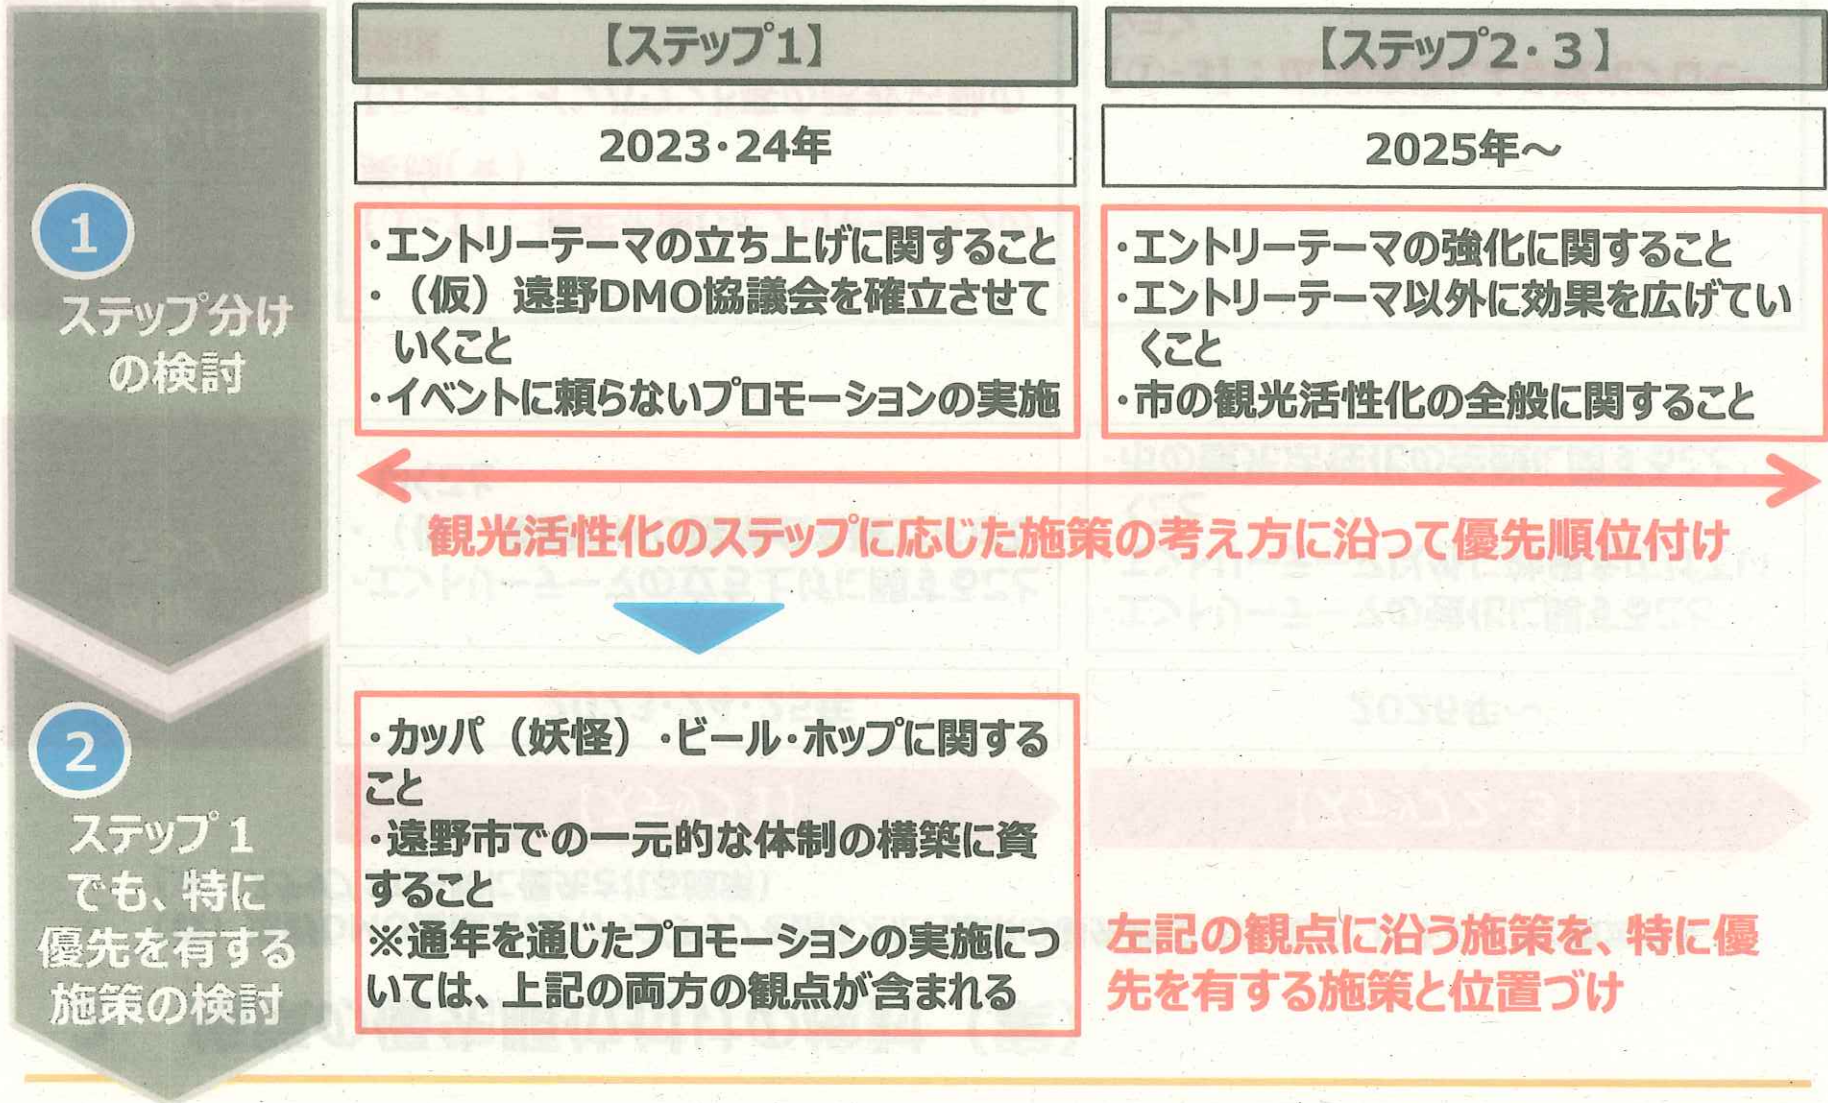 【ステップ1】
【ステップ2・3】
2023・24年
2025年～
1
ステップ分け
の検討
・エントリーテーマの立ち上げに関すること
・（仮）遠野DMO協議会を確立させて
いくこと
・イベントに頼らないプロモーションの実施
・エントリーテーマの強化に関すること
・エントリーテーマ以外に効果を広げてい
くこと
・市の観光活性化の全般に関すること
観光活性化のステップに応じた施策の考え方に沿って優先順位付け
2
ステップ1
でも、特に
優先を有する
施策の検討
・カッパ（妖怪）・ビール・ホップに関する
こと
・遠野市での一元的な体制の構築に資
すること
※通年を通じたプロモーションの実施につ
いては、上記の両方の観点が含まれる
左記の観点に沿う施策を、特に優
先を有する施策と位置づけ